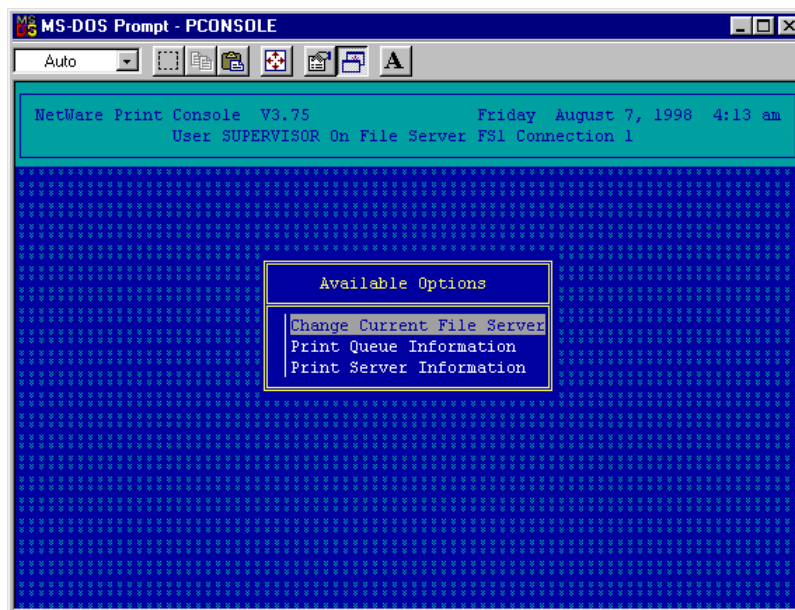 MS-DOS Prompt - PCONSOLE
Auto
A
NetWare Print Console V3.75 Friday August 7, 1998 4:13 am
User SUPERVISOR On File Server FS1 Connection 1
Available Options
Change Current File Server
Print Queue Information
Print Server Information